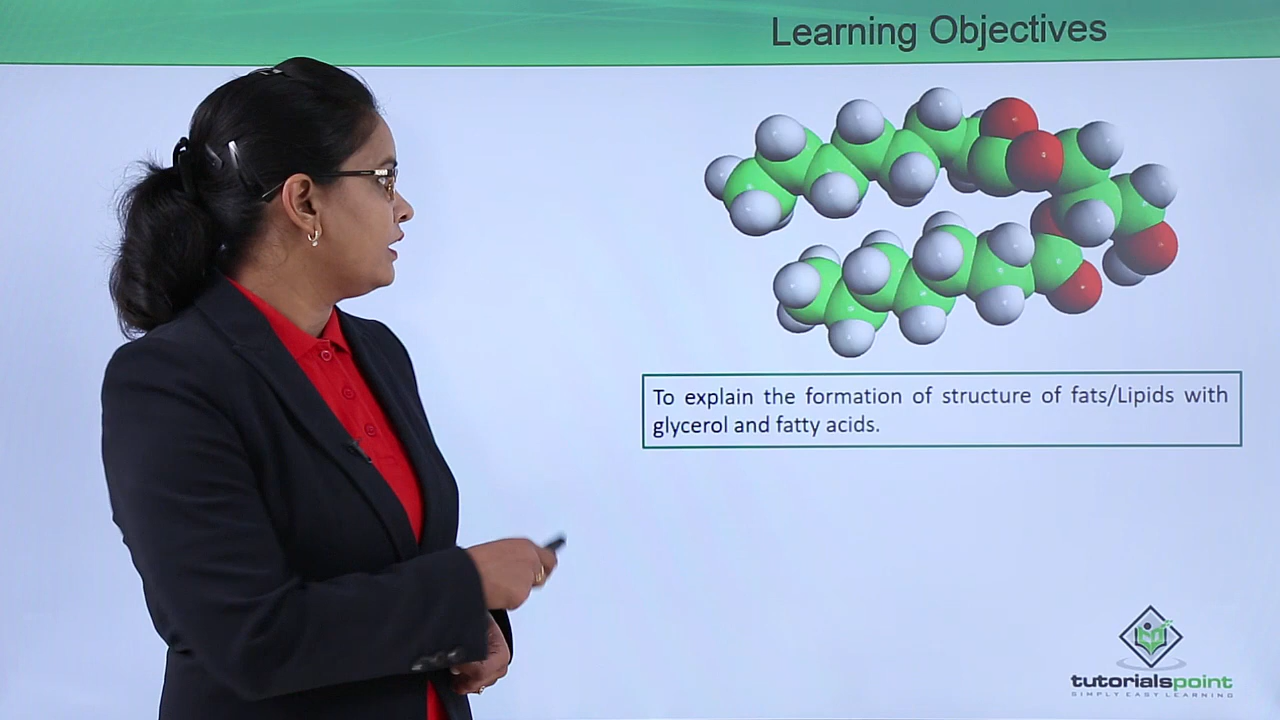 Learning Objectives
To explain the formation of structure of fats/Lipids with
glycerol and fatty acids.
tutorialspoint
SIMPLY EASY LEARNING